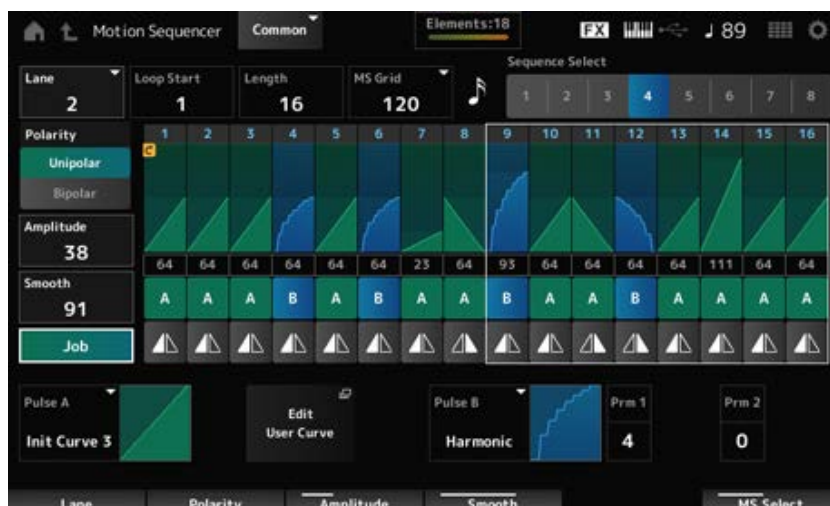 Motion Sequencer Common Elements:18 FX 89
Sequence Select
Lane Loop Start Length MS Grid
2 1 16 120 1 2 3 4 5 6 7 8
Polarity 1 2 3 4 5 6 7 8 9 10 11 12 13 14 15 16
C
Unipolar
Bipolar
Amplitude
38
64 64 64 64 64 64 23 64 93 64 64 64 64 111 64 64
Smooth
91
A A A B A B A A B A A B A A A A
Job
Pulse A Edit User Curve Pulse B Prm 1 Prm 2
Init Curve 3 Harmonic 4 0
Lane Polarity Amplitude Smooth MS Select